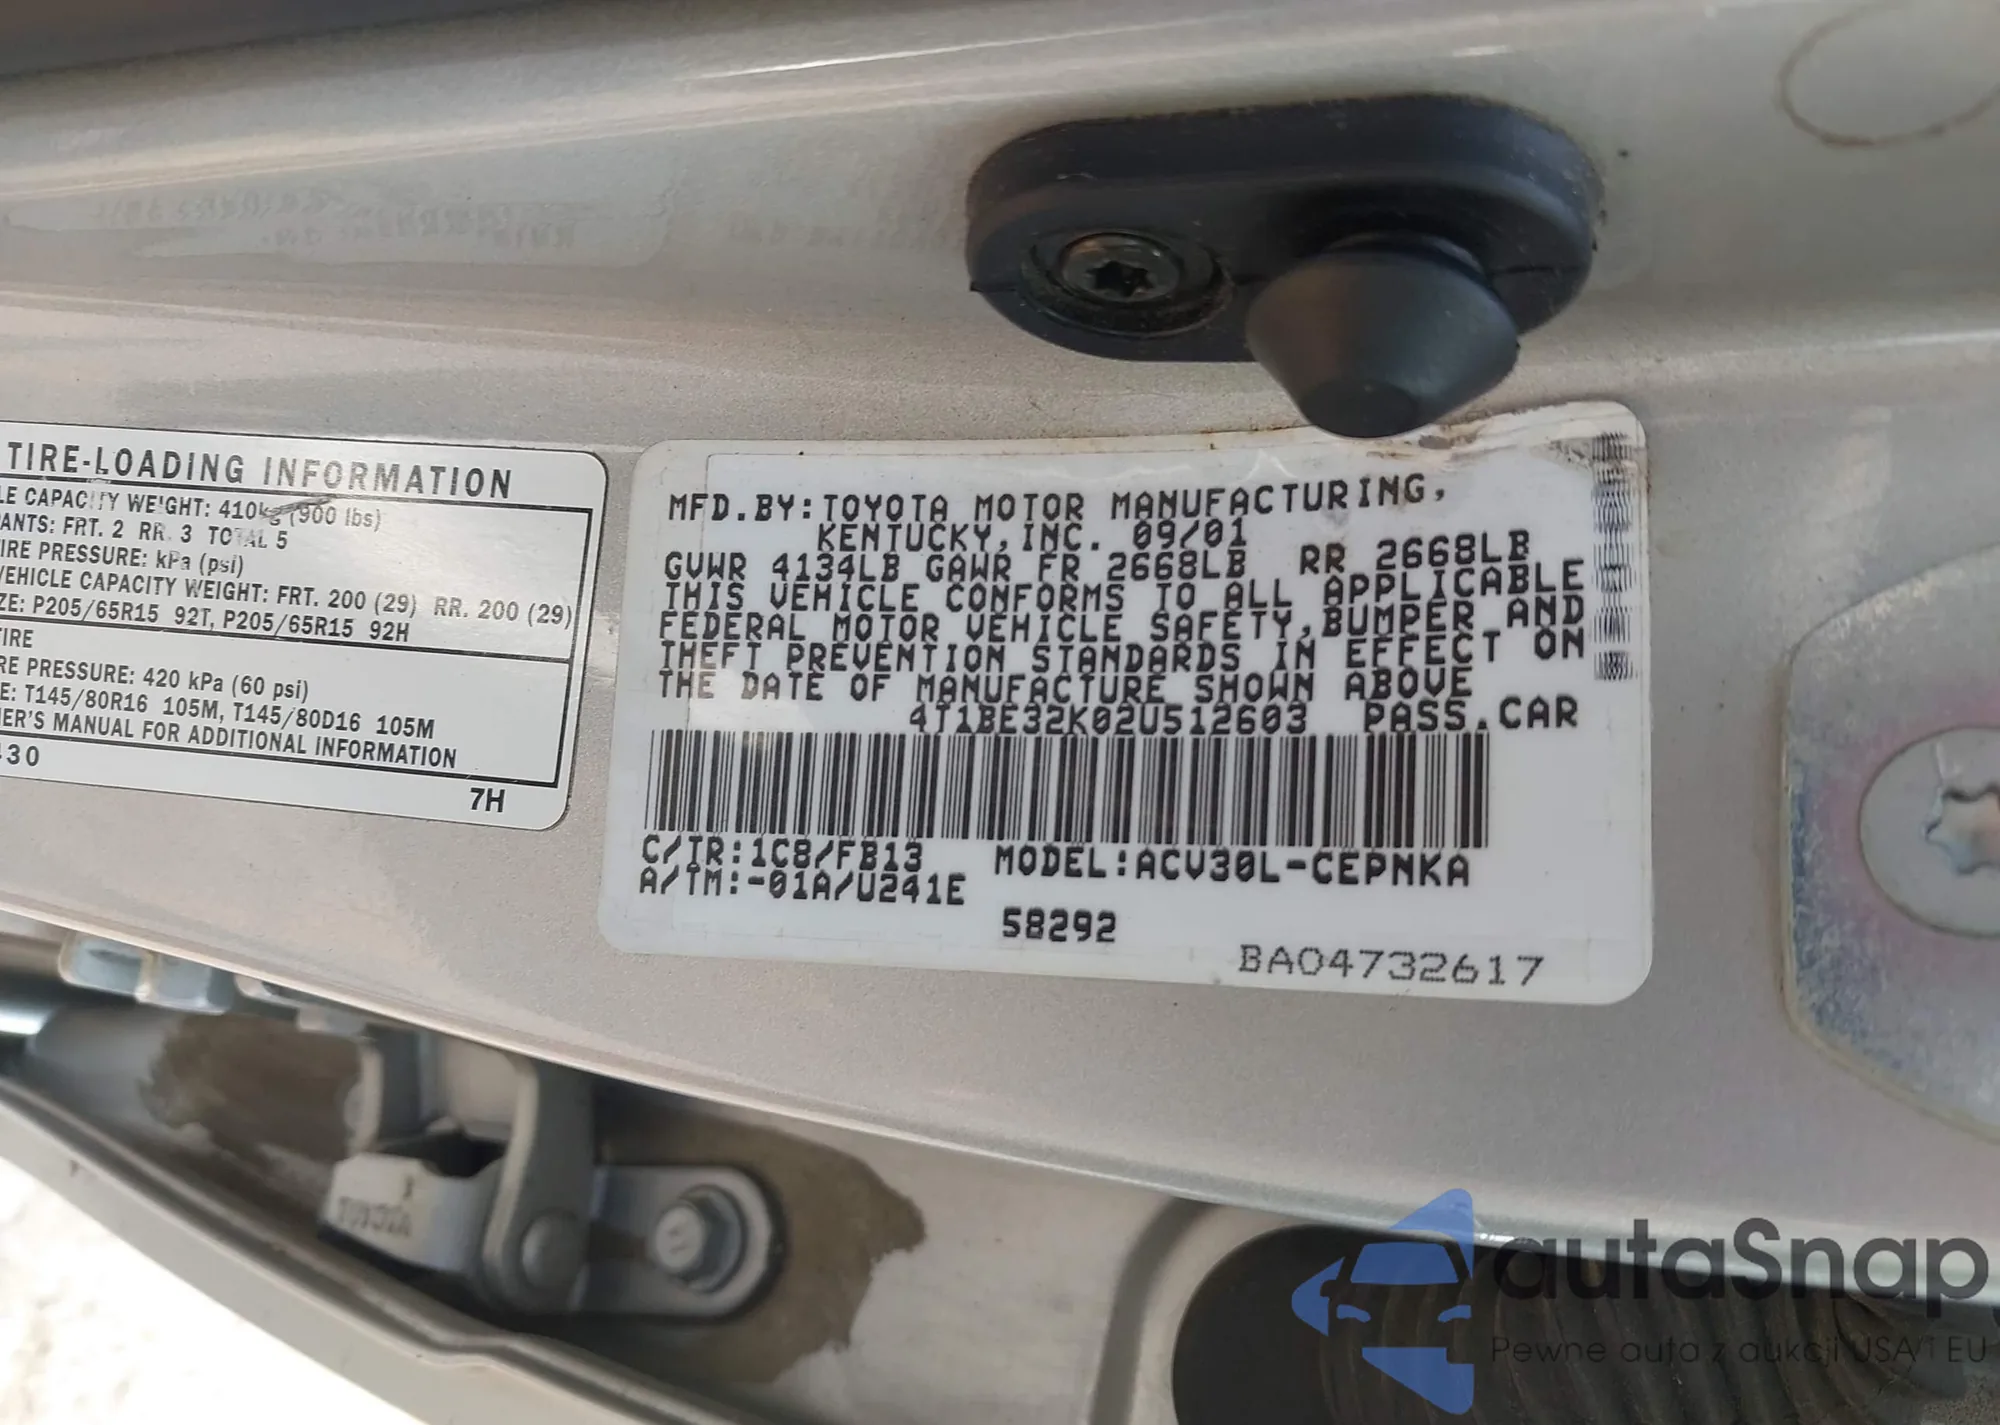 TIRE-LOADING INFORMATION
LE CAPACITY WEIGHT: 410kg (900 lbs)
PANTS: FRT. 2 RR. 3 TOTAL 5
IRE PRESSURE: kPa (psi)
VEHICLE CAPACITY WEIGHT: FRT. 200 (29) RR. 200 (29)
ZE: P205/65R15 92T, P205/65R15 92H
TIRE
RE PRESSURE: 420 kPa (60 psi)
E: T145/80R16 105M, T145/80D16 105M
NER'S MANUAL FOR ADDITIONAL INFORMATION
430
7H
MFD.BY:TOYOTA MOTOR MANUFACTURING,
KENTUCKY,INC. 09/01
GVWR 4134LB GAWR FR 2668LB RR 2668LB
THIS VEHICLE CONFORMS TO ALL APPLICABLE
FEDERAL MOTOR VEHICLE SAFETY,BUMPER AND
THEFT PREVENTION STANDARDS IN EFFECT ON
THE DATE OF MANUFACTURE SHOWN ABOVE
4T1BE32K02U512603 PASS.CAR
C/TR:1C8/FB13 MODEL:ACV30L-CEPNKA
A/TM:-01A/U241E
58292
BA04732617
TOYOTA
autaSnap
Pewne auta z aukcji USA i EU